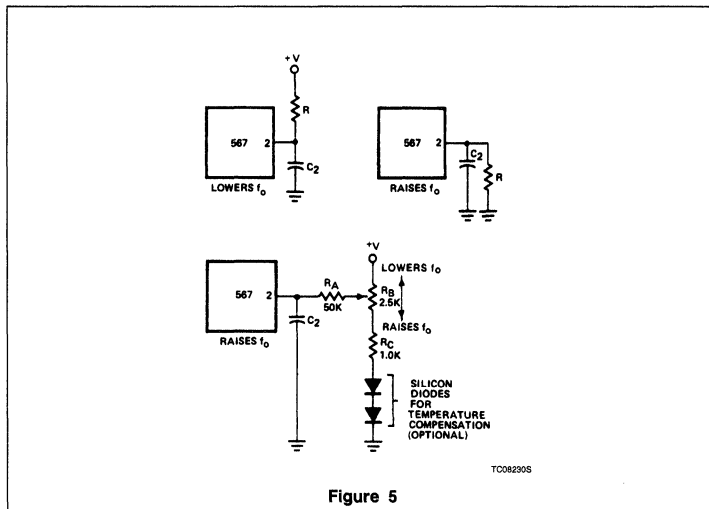 +V
R
567 2
C2
LOWERS fo
567 2
C2
R
RAISES fo
+V
LOWERS fo
RA
50K
RB
2.5K
RAISES fo
567 2
C2
RAISES fo
RC
1.0K
SILICON
DIODES
FOR
TEMPERATURE
COMPENSATION
(OPTIONAL)
TC08230S
Figure 5